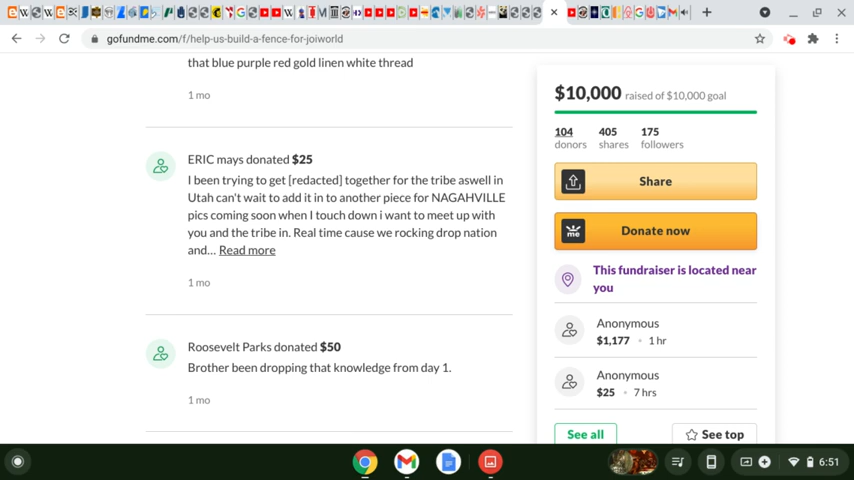 gofundme.com/f/help-us-build-a-fence-for-joiworld
that blue purple red gold linen white thread
1 mo
ERIC mays donated $25
I been trying to get [redacted] together for the tribe aswell in
Utah can't wait to add it in to another piece for NAGAHVILLE
pics coming soon when I touch down i want to meet up with
you and the tribe in. Real time cause we rocking drop nation
and... Read more
1 mo
Roosevelt Parks donated $50
Brother been dropping that knowledge from day 1.
1 mo
$10,000 raised of $10,000 goal
104 405 175
donors shares followers
Share
me Donate now
This fundraiser is located near
you
Anonymous
$1,177 • 1 hr
Anonymous
$25 • 7 hrs
See all See top
6:51